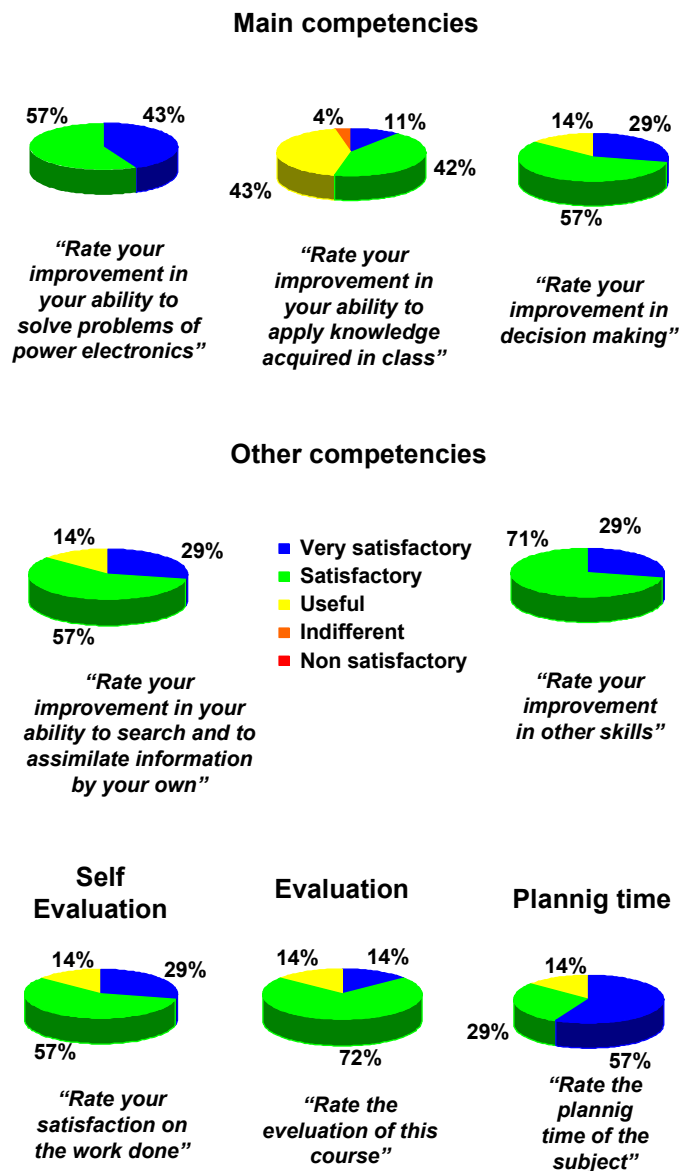 Main competencies
57%
43%
“Rate your
improvement in
your ability to
solve problems of
power electronics”
4%
11%
42%
43%
“Rate your
improvement in
your ability to
apply knowledge
acquired in class”
14%
29%
57%
“Rate your
improvement in
decision making”
Other competencies
14%
29%
57%
“Rate your
improvement in your
ability to search and to
assimilate information
by your own”
Very satisfactory
Satisfactory
Useful
Indifferent
Non satisfactory
71%
29%
“Rate your
improvement
in other skills”
Self
Evaluation
14%
29%
57%
“Rate your
satisfaction on
the work done”
Evaluation
14%
14%
72%
“Rate the
eveluation of this
course”
Plannig time
14%
29%
57%
“Rate the
plannig
time of the
subject”